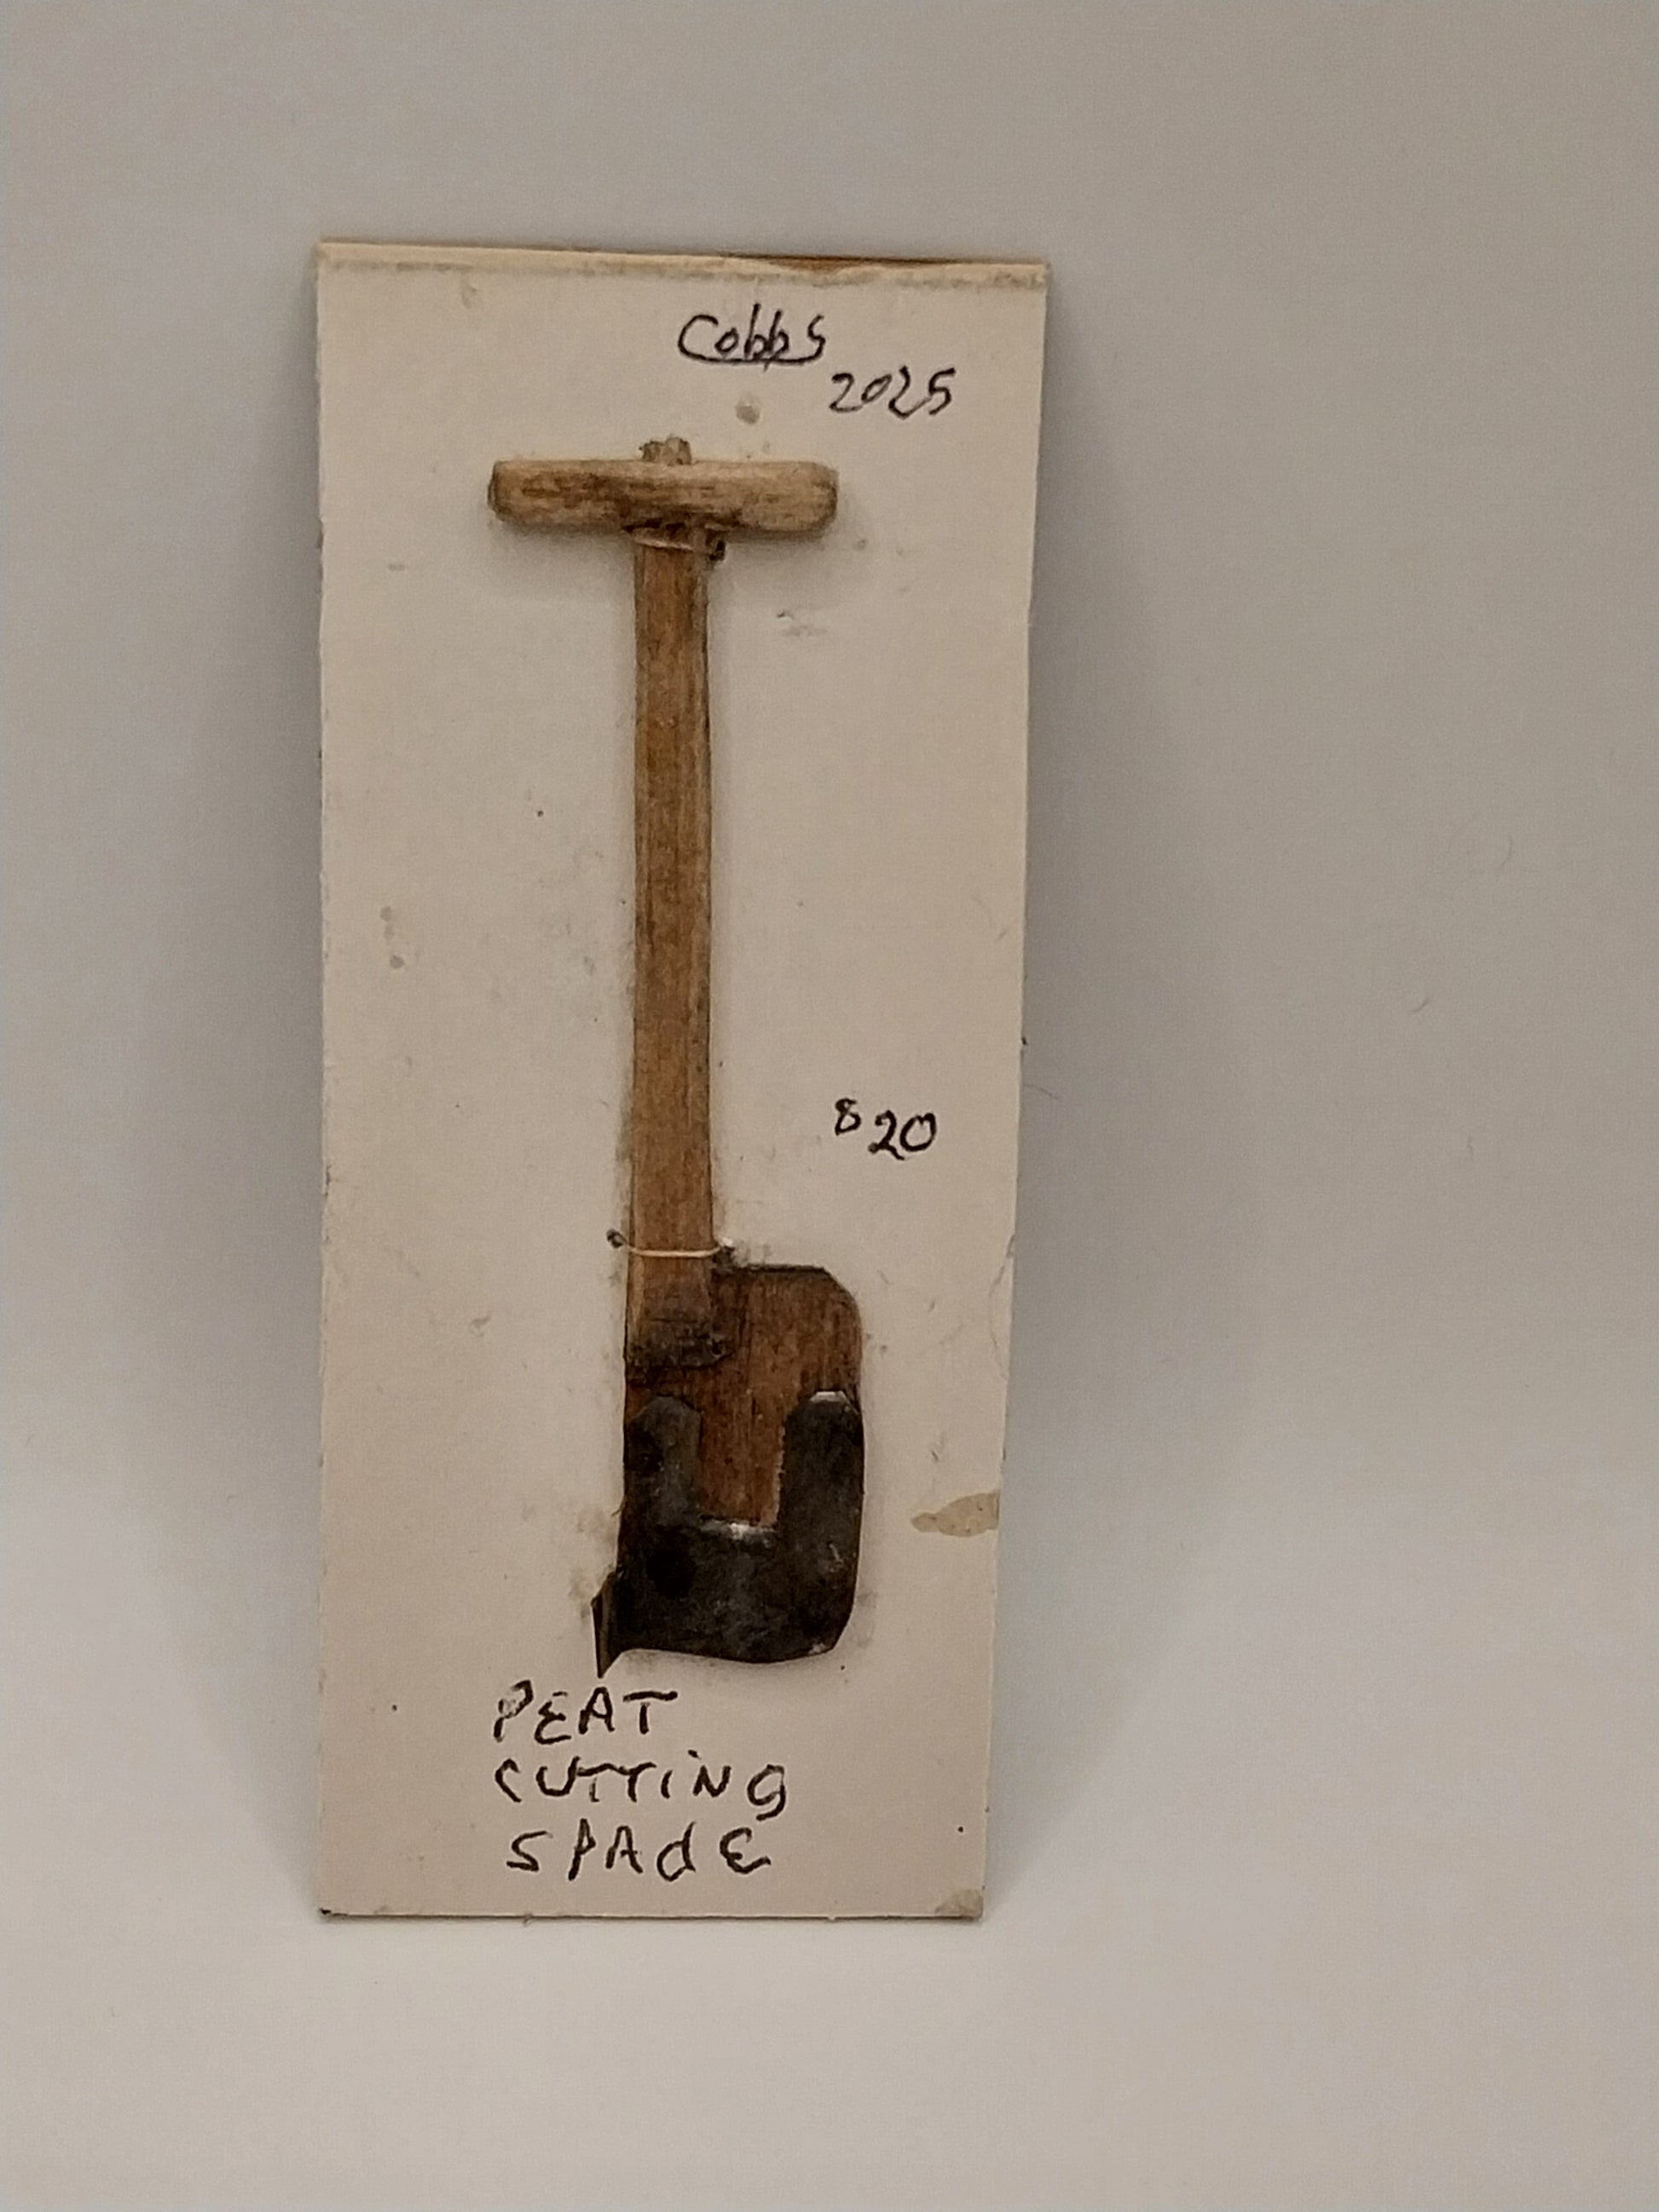 Cobbs
2025
$20
PEAT
CUTTING
SPAdE